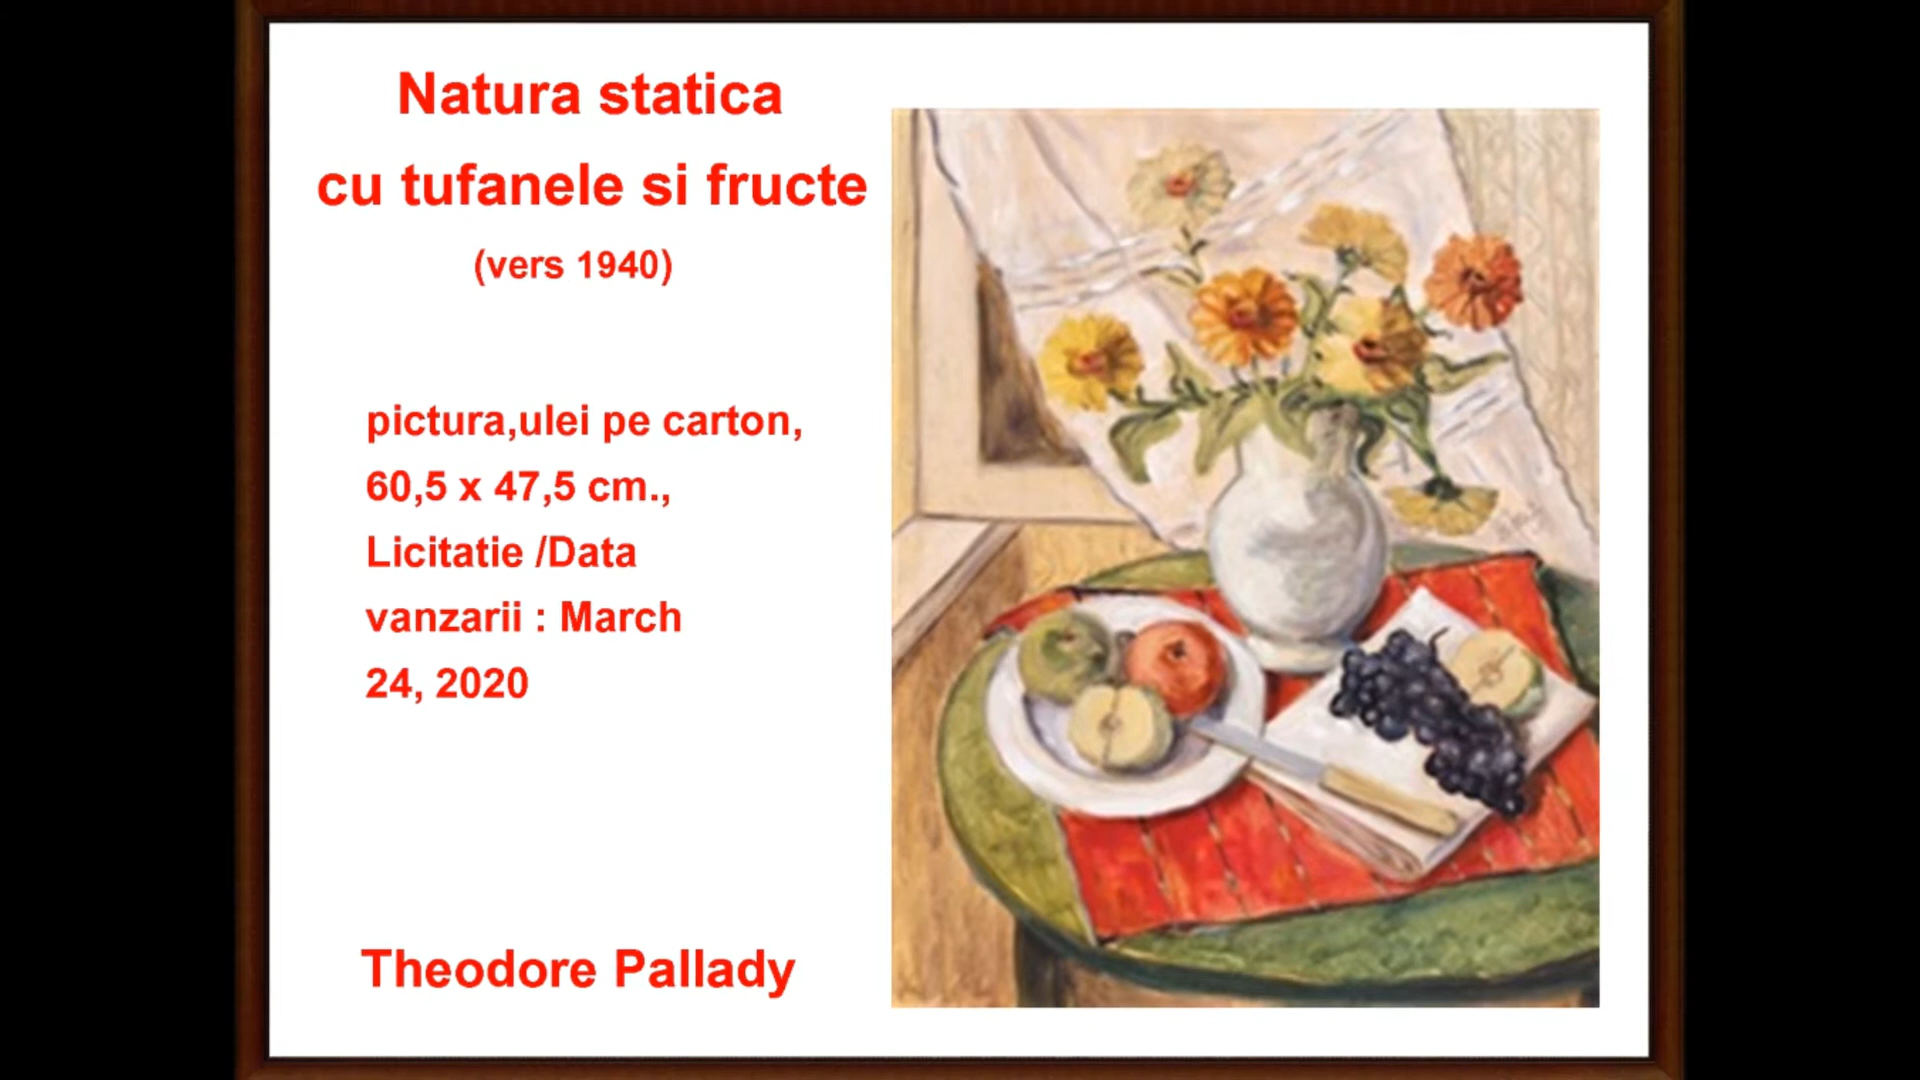 Natura statica
cu tufanele si fructe
(vers 1940)
pictura,ulei pe carton,
60,5 x 47,5 cm.,
Licitatie /Data
vanzarii : March
24, 2020
Theodore Pallady